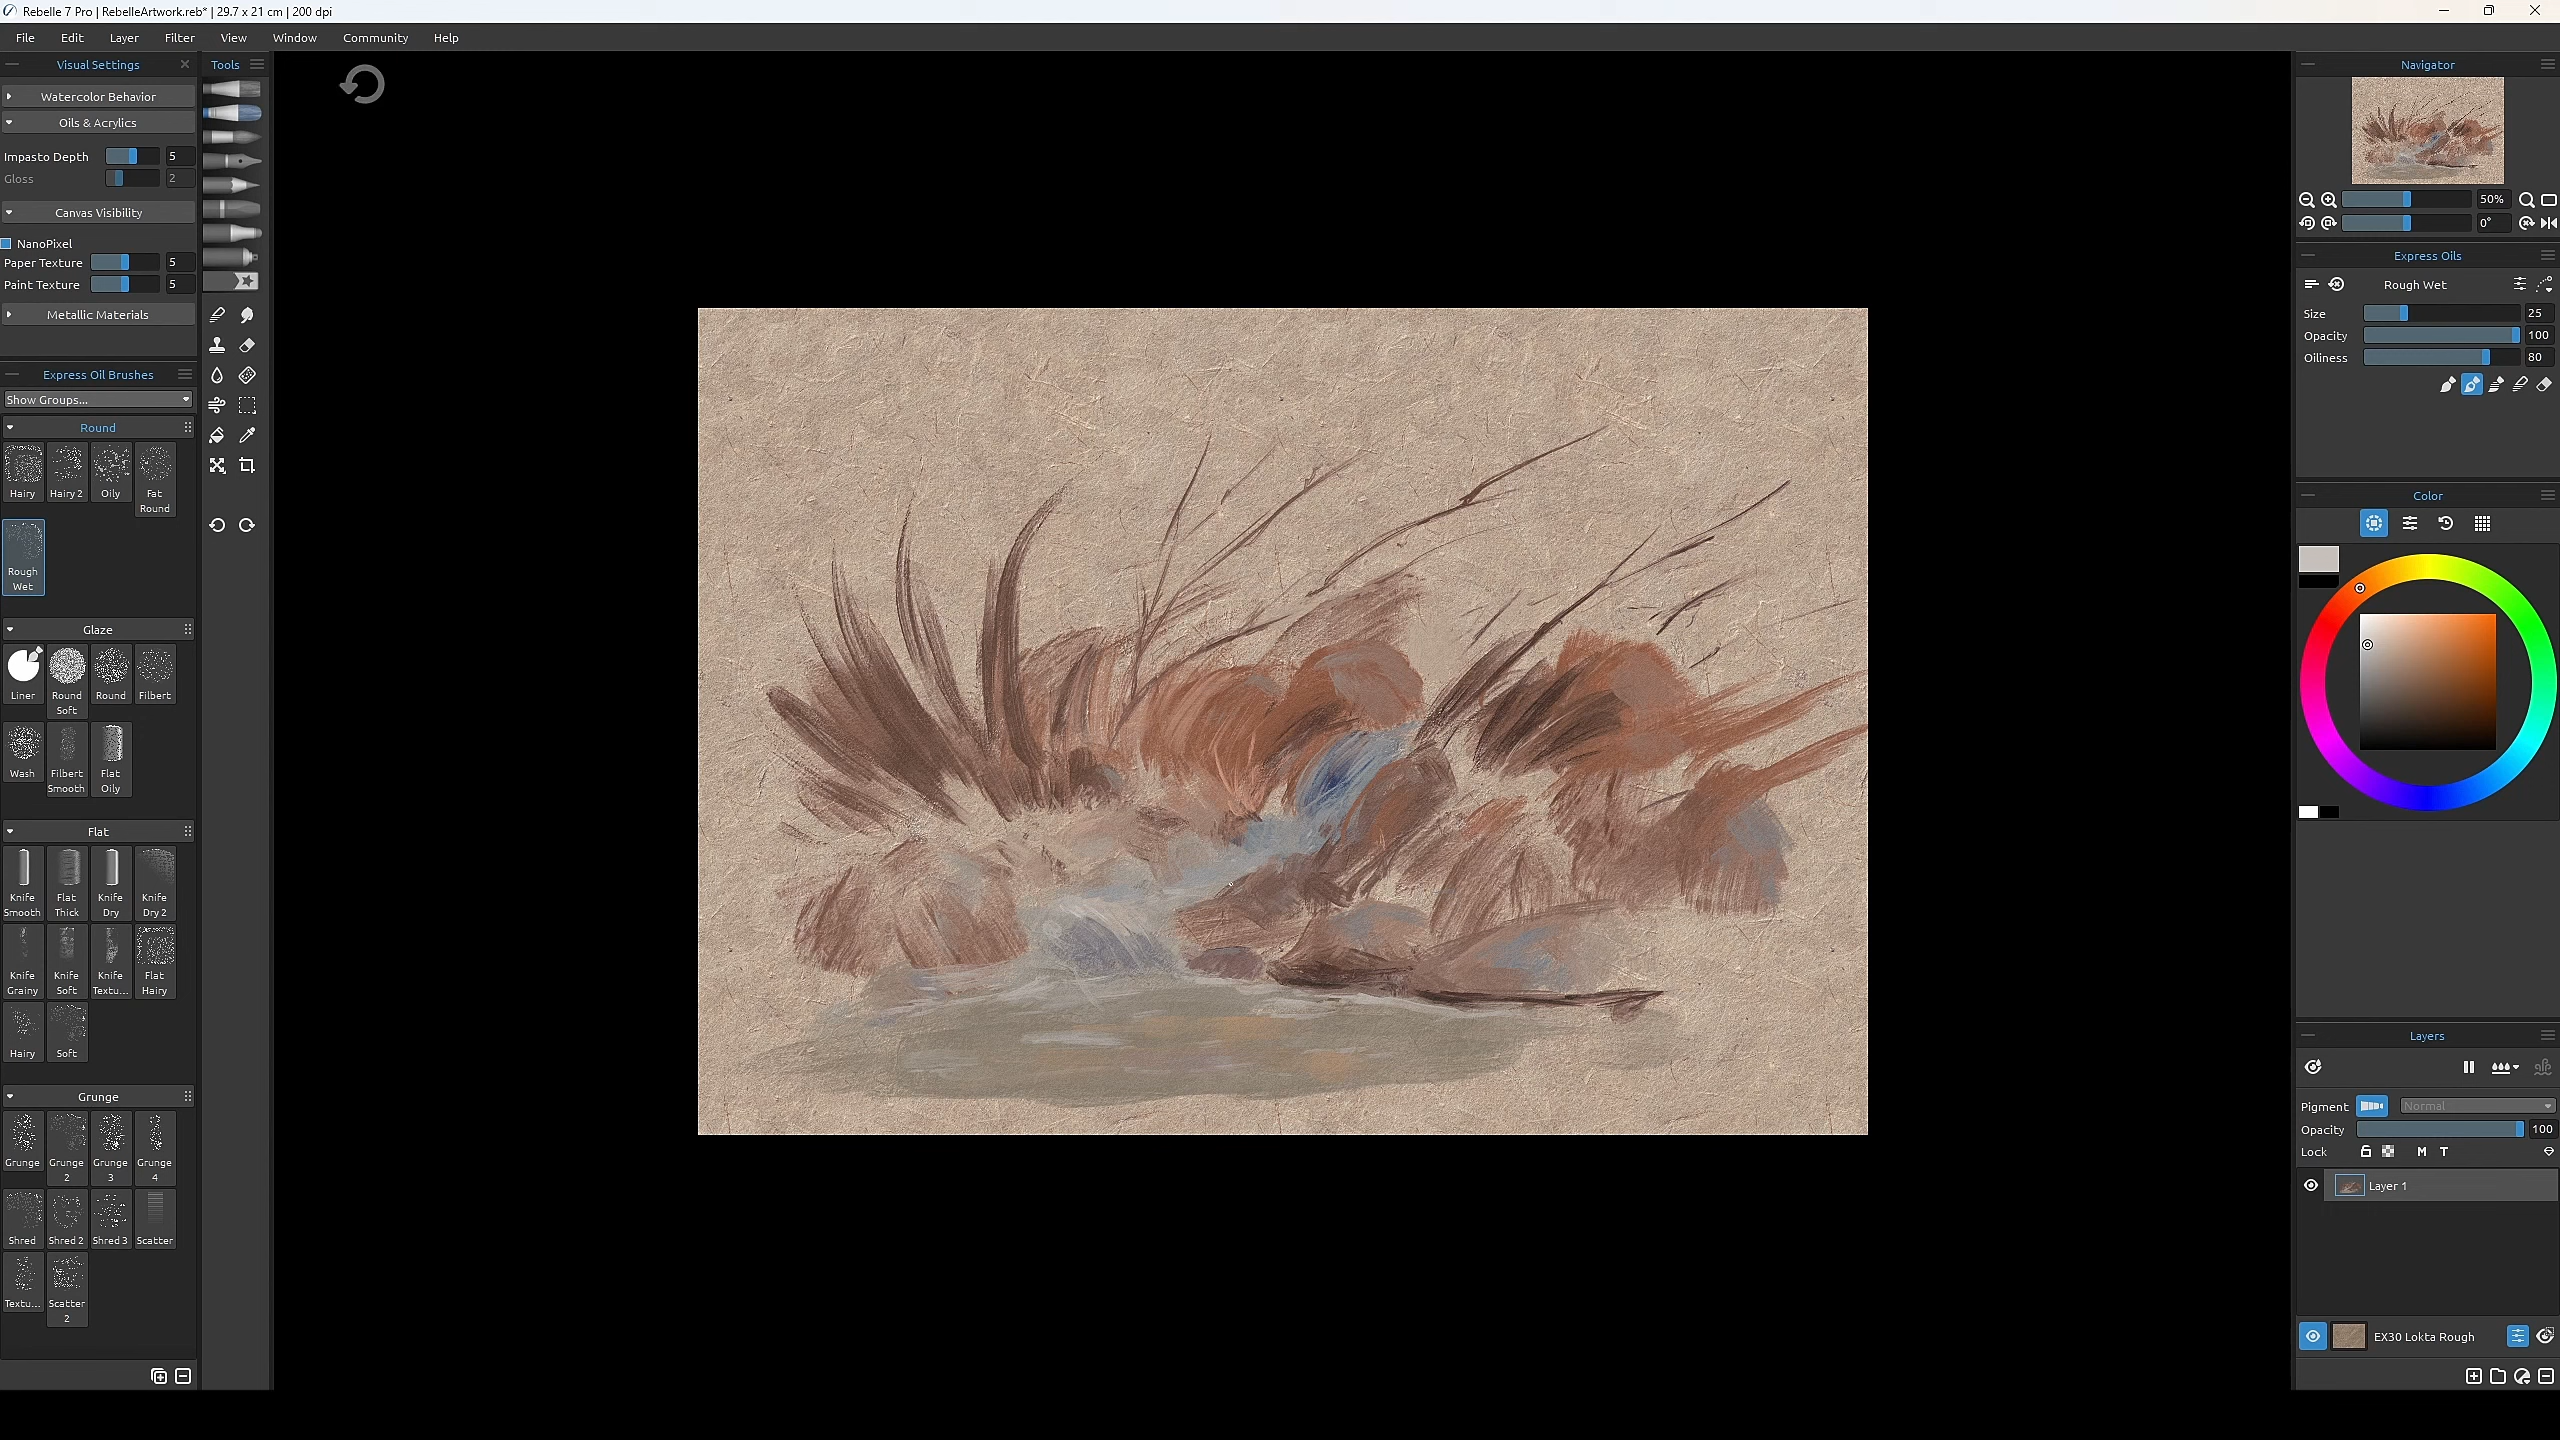 Rebelle 7 Pro | RebelleArtwork.reb* | 29.7 x 21 cm | 200 dpi
File Edit Layer Filter View Window Community Help
Visual Settings
Watercolor Behavior
Oils & Acrylics
Impasto Depth 5
Gloss 2
Canvas Visibility
NanoPixel
Paper Texture 5
Paint Texture 5
Metallic Materials
Express Oil Brushes
Show Groups...
Round
Hairy Hairy 2 Oily Fat Round
Rough Wet
Glaze
Liner Round Soft Round Filbert
Wash Filbert Smooth Flat Oily
Flat
Knife Smooth Flat Thick Knife Dry Knife Dry 2
Knife Grainy Knife Soft Knife Textu... Flat Hairy
Hairy Soft
Grunge
Grunge Grunge 2 Grunge 3 Grunge 4
Shred Shred 2 Shred 3 Scatter
Textu... Scatter 2
Tools
Navigator
50%
0°
Express Oils
Rough Wet
Size 25
Opacity 100
Oiliness 80
Color
Layers
Pigment Normal
Opacity 100
Lock M T
Layer 1
EX30 Lokta Rough